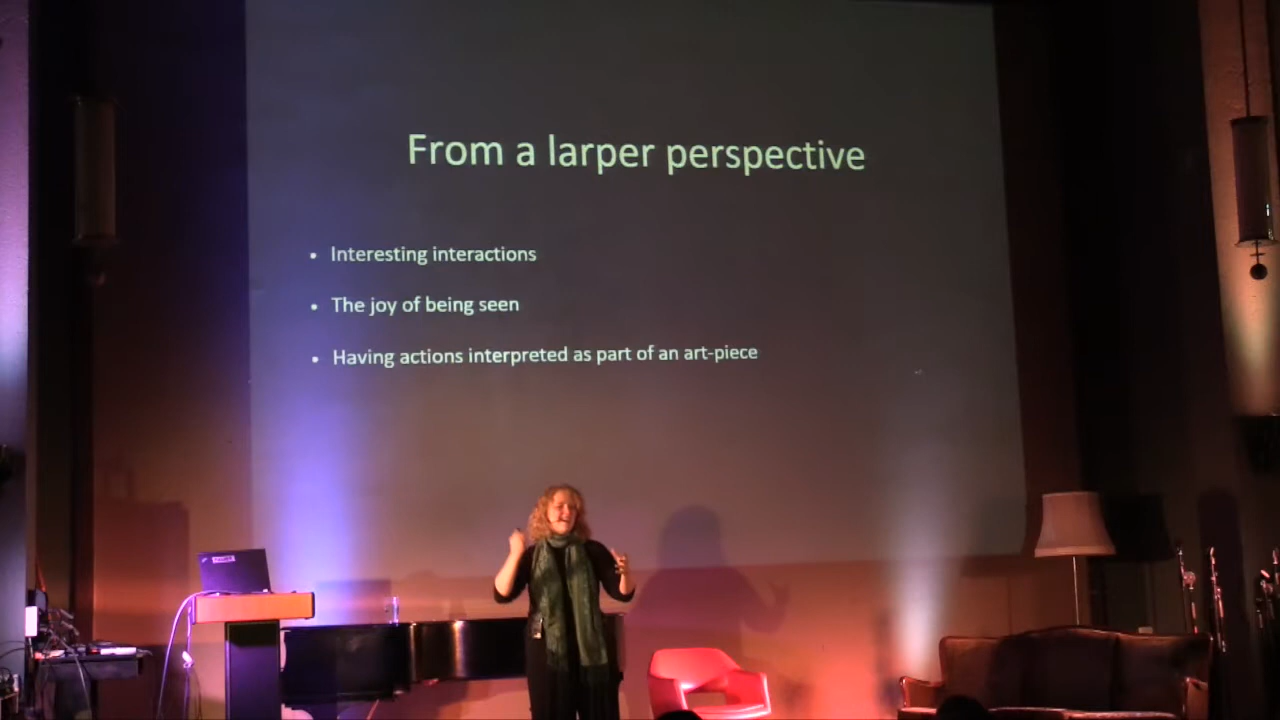 From a larper perspective
• Interesting interactions
• The joy of being seen
• Having actions interpreted as part of an art-piece